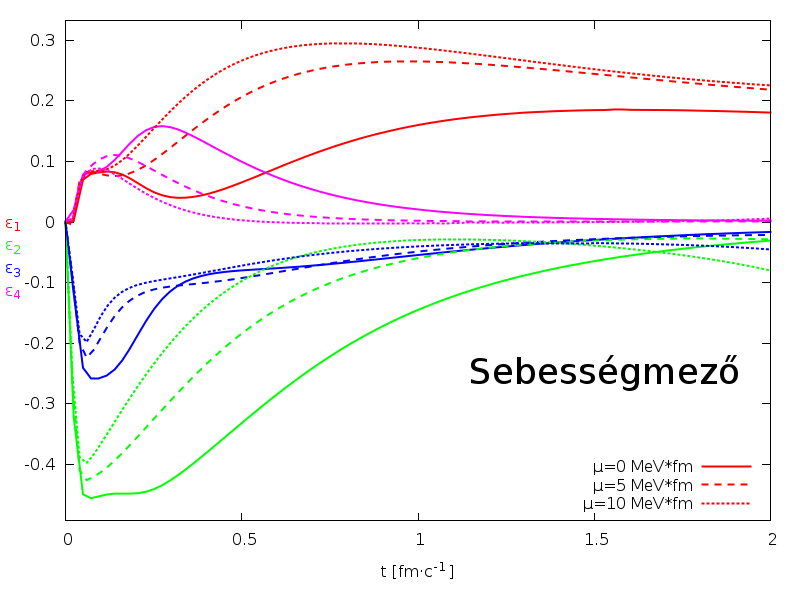 0.3
0.2
0.1
0
-0.1
-0.2
-0.3
-0.4
ε1
ε2
ε3
ε4
Sebességmező
μ=0 MeV*fm
μ=5 MeV*fm
μ=10 MeV*fm
0 0.5 1 1.5 2
t [fm·c-1]